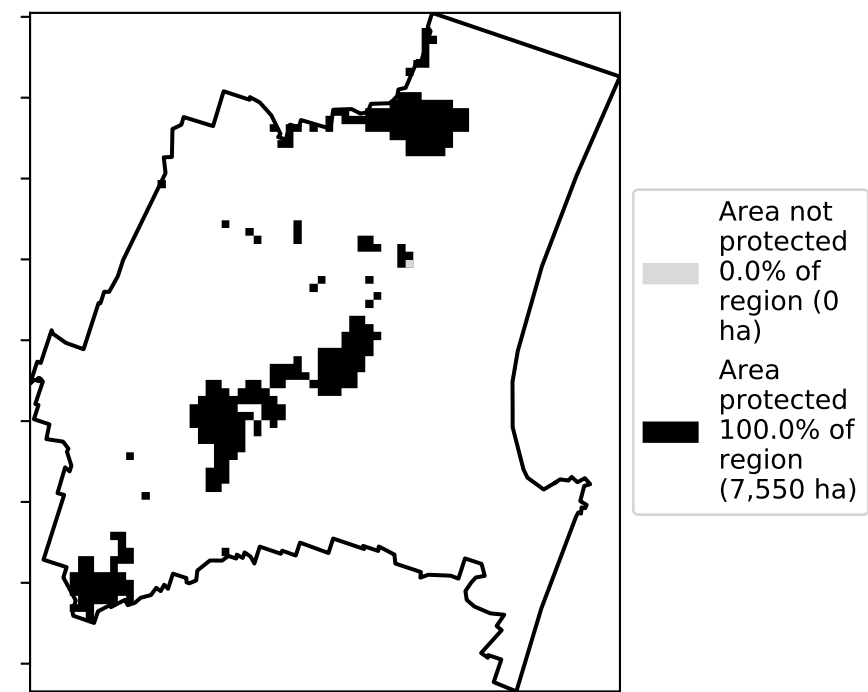 Area not
protected
0.0% of
region (0
ha)
Area
protected
100.0% of
region
(7,550 ha)